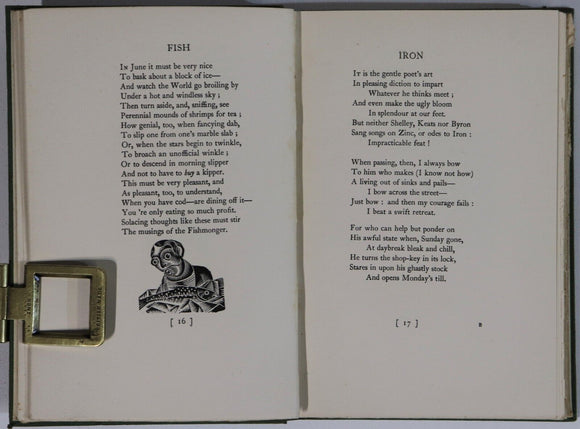 FISH
IN June it must be very nice
To bask about a block of ice—
And watch the World go broiling by
Under a hot and windless sky ;
Then turn aside, and, sniffing, see
Perennial mounds of shrimps for tea ;
How genial, too, when fancying dab,
To slip one from one's marble slab ;
Or, when the stars begin to twinkle,
To broach an unofficial winkle ;
Or to descend in morning slipper
And not to have to buy a kipper.
This must be very pleasant, and
As pleasant, too, to understand,
When you have cod—are dining off it—
You 're only eating so much profit.
Solacing thoughts like these must stir
The musings of the Fishmonger.
[ 16 ]
IRON
IT is the gentle poet's art
In pleasing diction to impart
Whatever he thinks meet ;
And even make the ugly bloom
In splendour at our feet.
But neither Shelley, Keats nor Byron
Sang songs on Zinc, or odes to Iron :
Impracticable feat !
When passing, then, I always bow
To him who makes (I know not how)
A living out of sinks and pails—
I bow across the street—
Just bow : and then my courage fails :
I beat a swift retreat.
For who can help but ponder on
His awful state when, Sunday gone,
At daybreak bleak and chill,
He turns the shop-key in its lock,
Stares in upon his ghastly stock
And opens Monday's till.
[ 17 ]
B